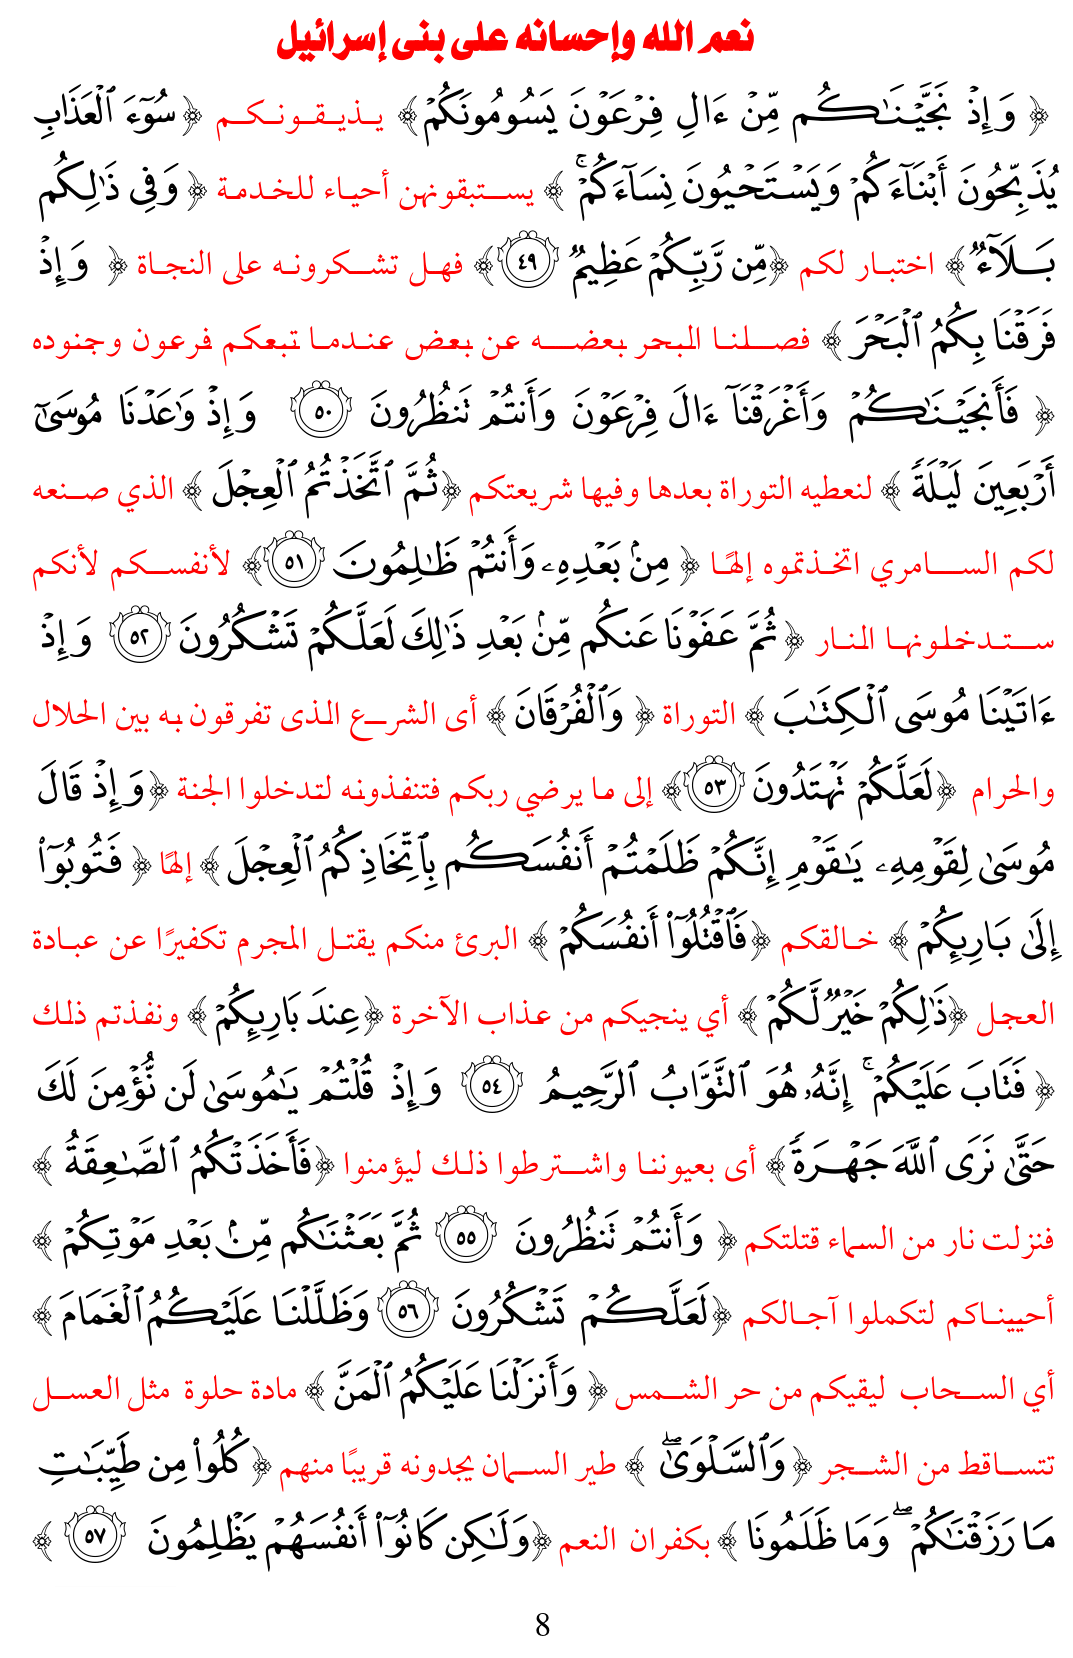 نعم الله وإحسانه على بنى إسرائيل
﴿ وَإِذْ نَجَّيْنَٰكُم مِّنْ ءَالِ فِرْعَوْنَ يَسُومُونَكُمْ﴾ يـذيـقـونـكـم ﴿ سُوٓءَ ٱلْعَذَابِ
يُذَبِّحُونَ أَبْنَآءَكُمْ وَيَسْتَحْيُونَ نِسَآءَكُمْ ۚ ﴾ يستبقونهن أحياء للخدمة ﴿ وَفِى ذَٰلِكُم
بَلَآءٌ ﴾ اختبار لكم ﴿مِّن رَّبِّكُمْ عَظِيمٌ ٤٩﴾ فهل تشكرونه على النجاة ﴿ وَإِذْ
فَرَقْنَا بِكُمُ ٱلْبَحْرَ ﴾ فصلنا البحر بعضه عن بعض عندما تبعكم فرعون وجنوده
﴿ فَأَنجَيْنَٰكُمْ وَأَغْرَقْنَآ ءَالَ فِرْعَوْنَ وَأَنتُمْ تَنظُرُونَ ٥٠ وَإِذْ وَٰعَدْنَا مُوسَىٰٓ
أَرْبَعِينَ لَيْلَةً ﴾ لنعطيه التوراة بعدها وفيها شريعتكم ﴿ثُمَّ ٱتَّخَذْتُمُ ٱلْعِجْلَ ﴾ الذي صنعه
لكم السامري اتخذتموه إلهًا ﴿ مِنۢ بَعْدِهِۦ وَأَنتُمْ ظَٰلِمُونَ ٥١﴾ لأنفسكم لأنكم
ستدخلونها النار ﴿ ثُمَّ عَفَوْنَا عَنكُم مِّنۢ بَعْدِ ذَٰلِكَ لَعَلَّكُمْ تَشْكُرُونَ ٥٢ وَإِذْ
ءَاتَيْنَا مُوسَى ٱلْكِتَٰبَ ﴾ التوراة ﴿ وَٱلْفُرْقَانَ ﴾ أى الشرع الذى تفرقون به بين الحلال
والحرام ﴿لَعَلَّكُمْ تَهْتَدُونَ ٥٣﴾ إلى ما يرضي ربكم فتنفذونه لتدخلوا الجنة ﴿وَإِذْ قَالَ
مُوسَىٰ لِقَوْمِهِۦ يَٰقَوْمِ إِنَّكُمْ ظَلَمْتُمْ أَنفُسَكُم بِٱتِّخَاذِكُمُ ٱلْعِجْلَ ﴾ إلهًا ﴿ فَتُوبُوٓا۟
إِلَىٰ بَارِئِكُمْ ﴾ خالقكم ﴿فَٱقْتُلُوٓا۟ أَنفُسَكُمْ ﴾ البرئ منكم يقتل المجرم تكفيرًا عن عبادة
العجل ﴿ذَٰلِكُمْ خَيْرٌ لَّكُمْ ﴾ أي ينجيكم من عذاب الآخرة ﴿عِندَ بَارِئِكُمْ ﴾ ونفذتم ذلك
﴿ فَتَابَ عَلَيْكُمْ ۚ إِنَّهُۥ هُوَ ٱلتَّوَّابُ ٱلرَّحِيمُ ٥٤ وَإِذْ قُلْتُمْ يَٰمُوسَىٰ لَن نُّؤْمِنَ لَكَ
حَتَّىٰ نَرَى ٱللَّهَ جَهْرَةً ﴾ أى بعيوننا واشترطوا ذلك ليؤمنوا ﴿فَأَخَذَتْكُمُ ٱلصَّٰعِقَةُ ﴾
فنزلت نار من السماء قتلتكم ﴿ وَأَنتُمْ تَنظُرُونَ ٥٥ ثُمَّ بَعَثْنَٰكُم مِّنۢ بَعْدِ مَوْتِكُمْ ﴾
أحييناكم لتكملوا آجالكم ﴿لَعَلَّكُمْ تَشْكُرُونَ ٥٦ وَظَلَّلْنَا عَلَيْكُمُ ٱلْغَمَامَ ﴾
أي السحاب ليقيكم من حر الشمس ﴿ وَأَنزَلْنَا عَلَيْكُمُ ٱلْمَنَّ ﴾ مادة حلوة مثل العسل
تتساقط من الشجر ﴿ وَٱلسَّلْوَىٰ ۖ ﴾ طير السمان يجدونه قريبًا منهم ﴿كُلُوا۟ مِن طَيِّبَٰتِ
مَا رَزَقْنَٰكُمْ ۖ وَمَا ظَلَمُونَا ﴾ بكفران النعم ﴿وَلَٰكِن كَانُوٓا۟ أَنفُسَهُمْ يَظْلِمُونَ ٥٧ ﴾
8